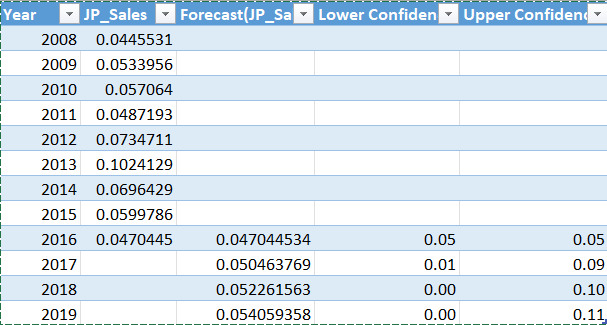 Year JP_Sales Forecast(JP_Sa Lower Confiden Upper Confidenc
2008 0.0445531
2009 0.0533956
2010 0.057064
2011 0.0487193
2012 0.0734711
2013 0.1024129
2014 0.0696429
2015 0.0599786
2016 0.0470445 0.047044534 0.05 0.05
2017 0.050463769 0.01 0.09
2018 0.052261563 0.00 0.10
2019 0.054059358 0.00 0.11